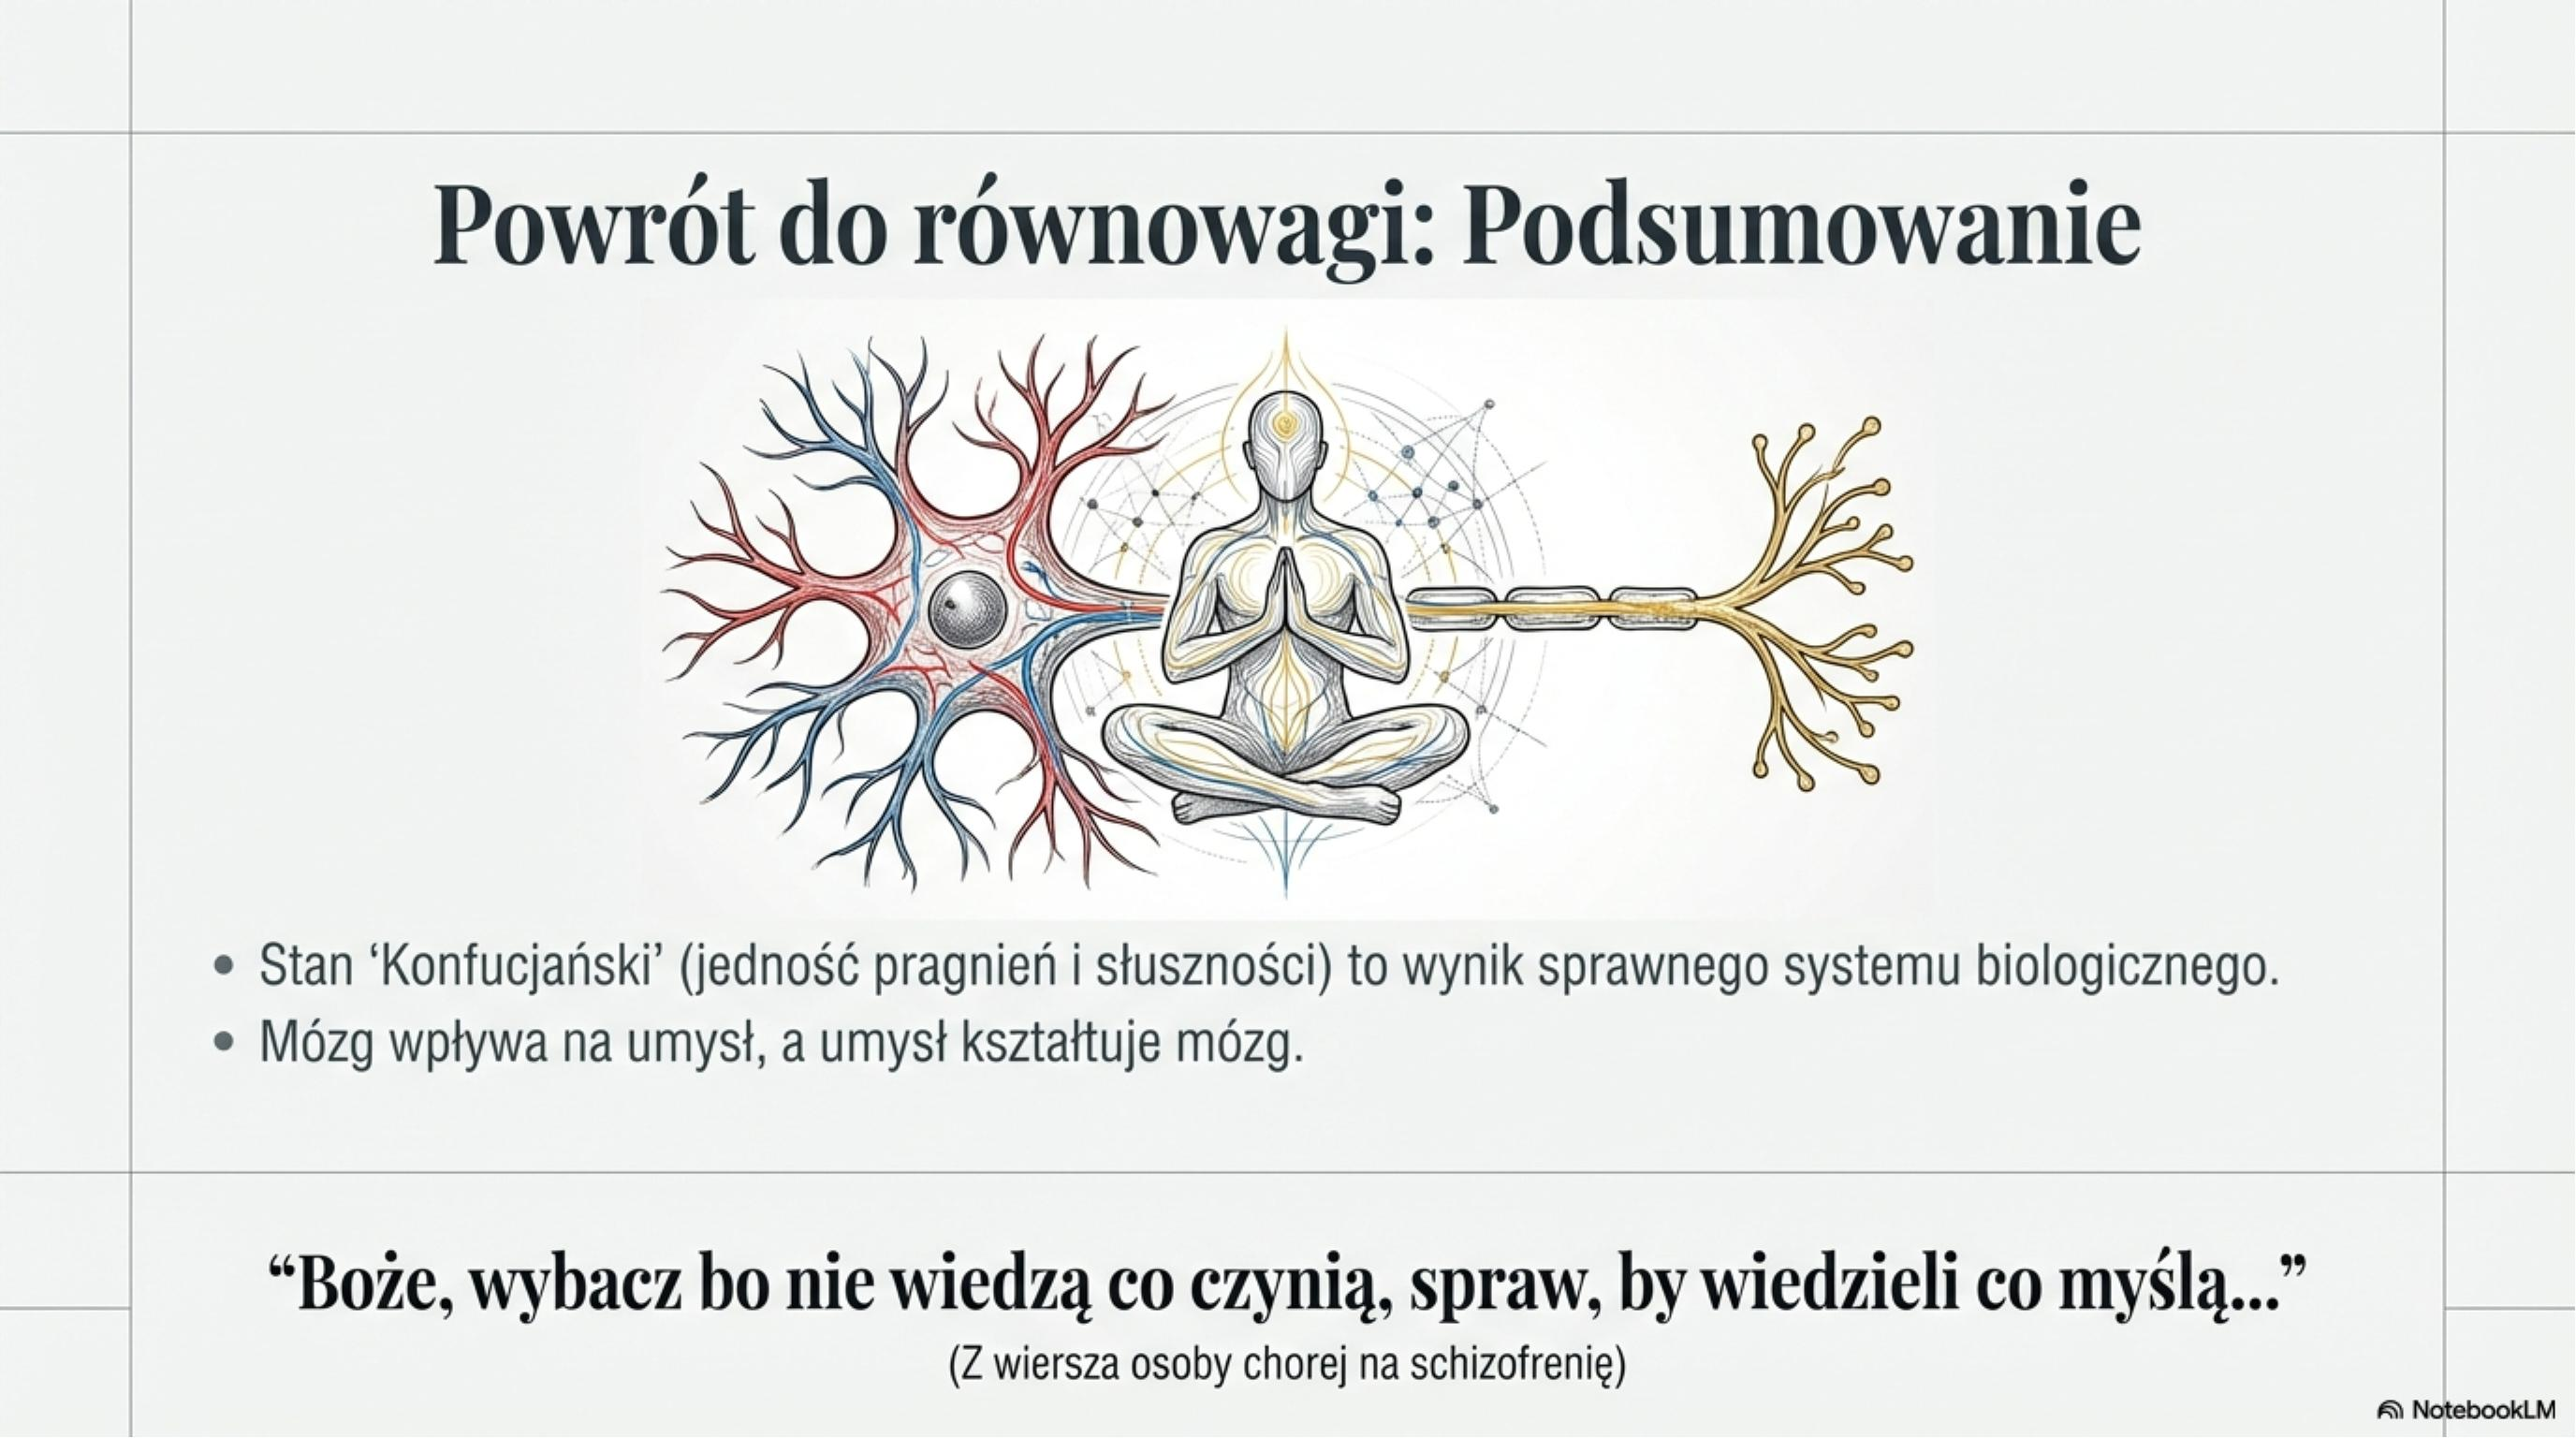 Powrót do równowagi: Podsumowanie
• Stan ‘Konfucjański’ (jedność pragnień i słuszności) to wynik sprawnego systemu biologicznego.
• Mózg wpływa na umysł, a umysł kształtuje mózg.
“Boże, wybacz bo nie wiedzą co czynią, spraw, by wiedzieli co myślą...”
(Z wiersza osoby chorej na schizofrenię)
NotebookLM